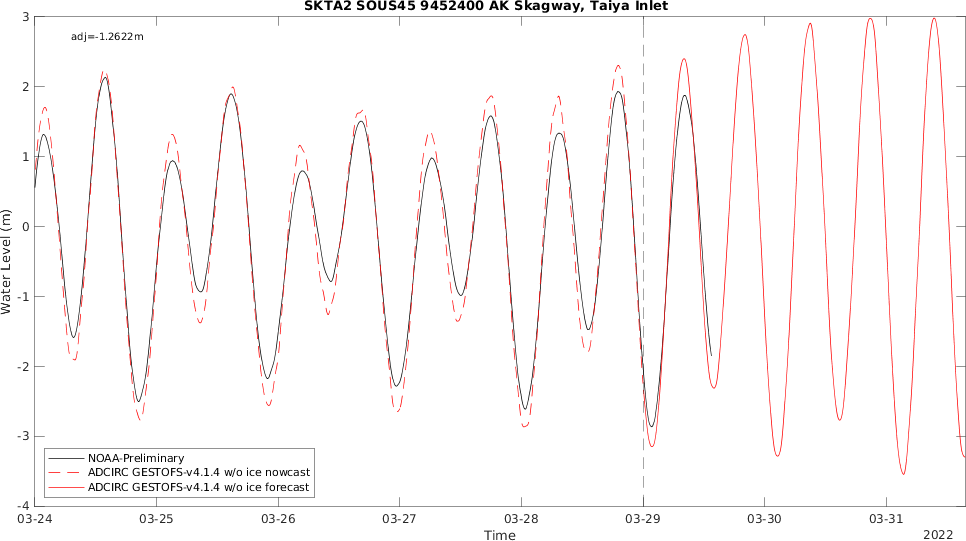 SKTA2 SOUS45 9452400 AK Skagway, Taiya Inlet
adj=-1.2622m
3
2
1
0
-1
-2
-3
-4
Water Level (m)
NOAA-Preliminary
ADCIRC GESTOFS-v4.1.4 w/o ice nowcast
ADCIRC GESTOFS-v4.1.4 w/o ice forecast
03-24 03-25 03-26 03-27 03-28 03-29 03-30 03-31
Time
2022